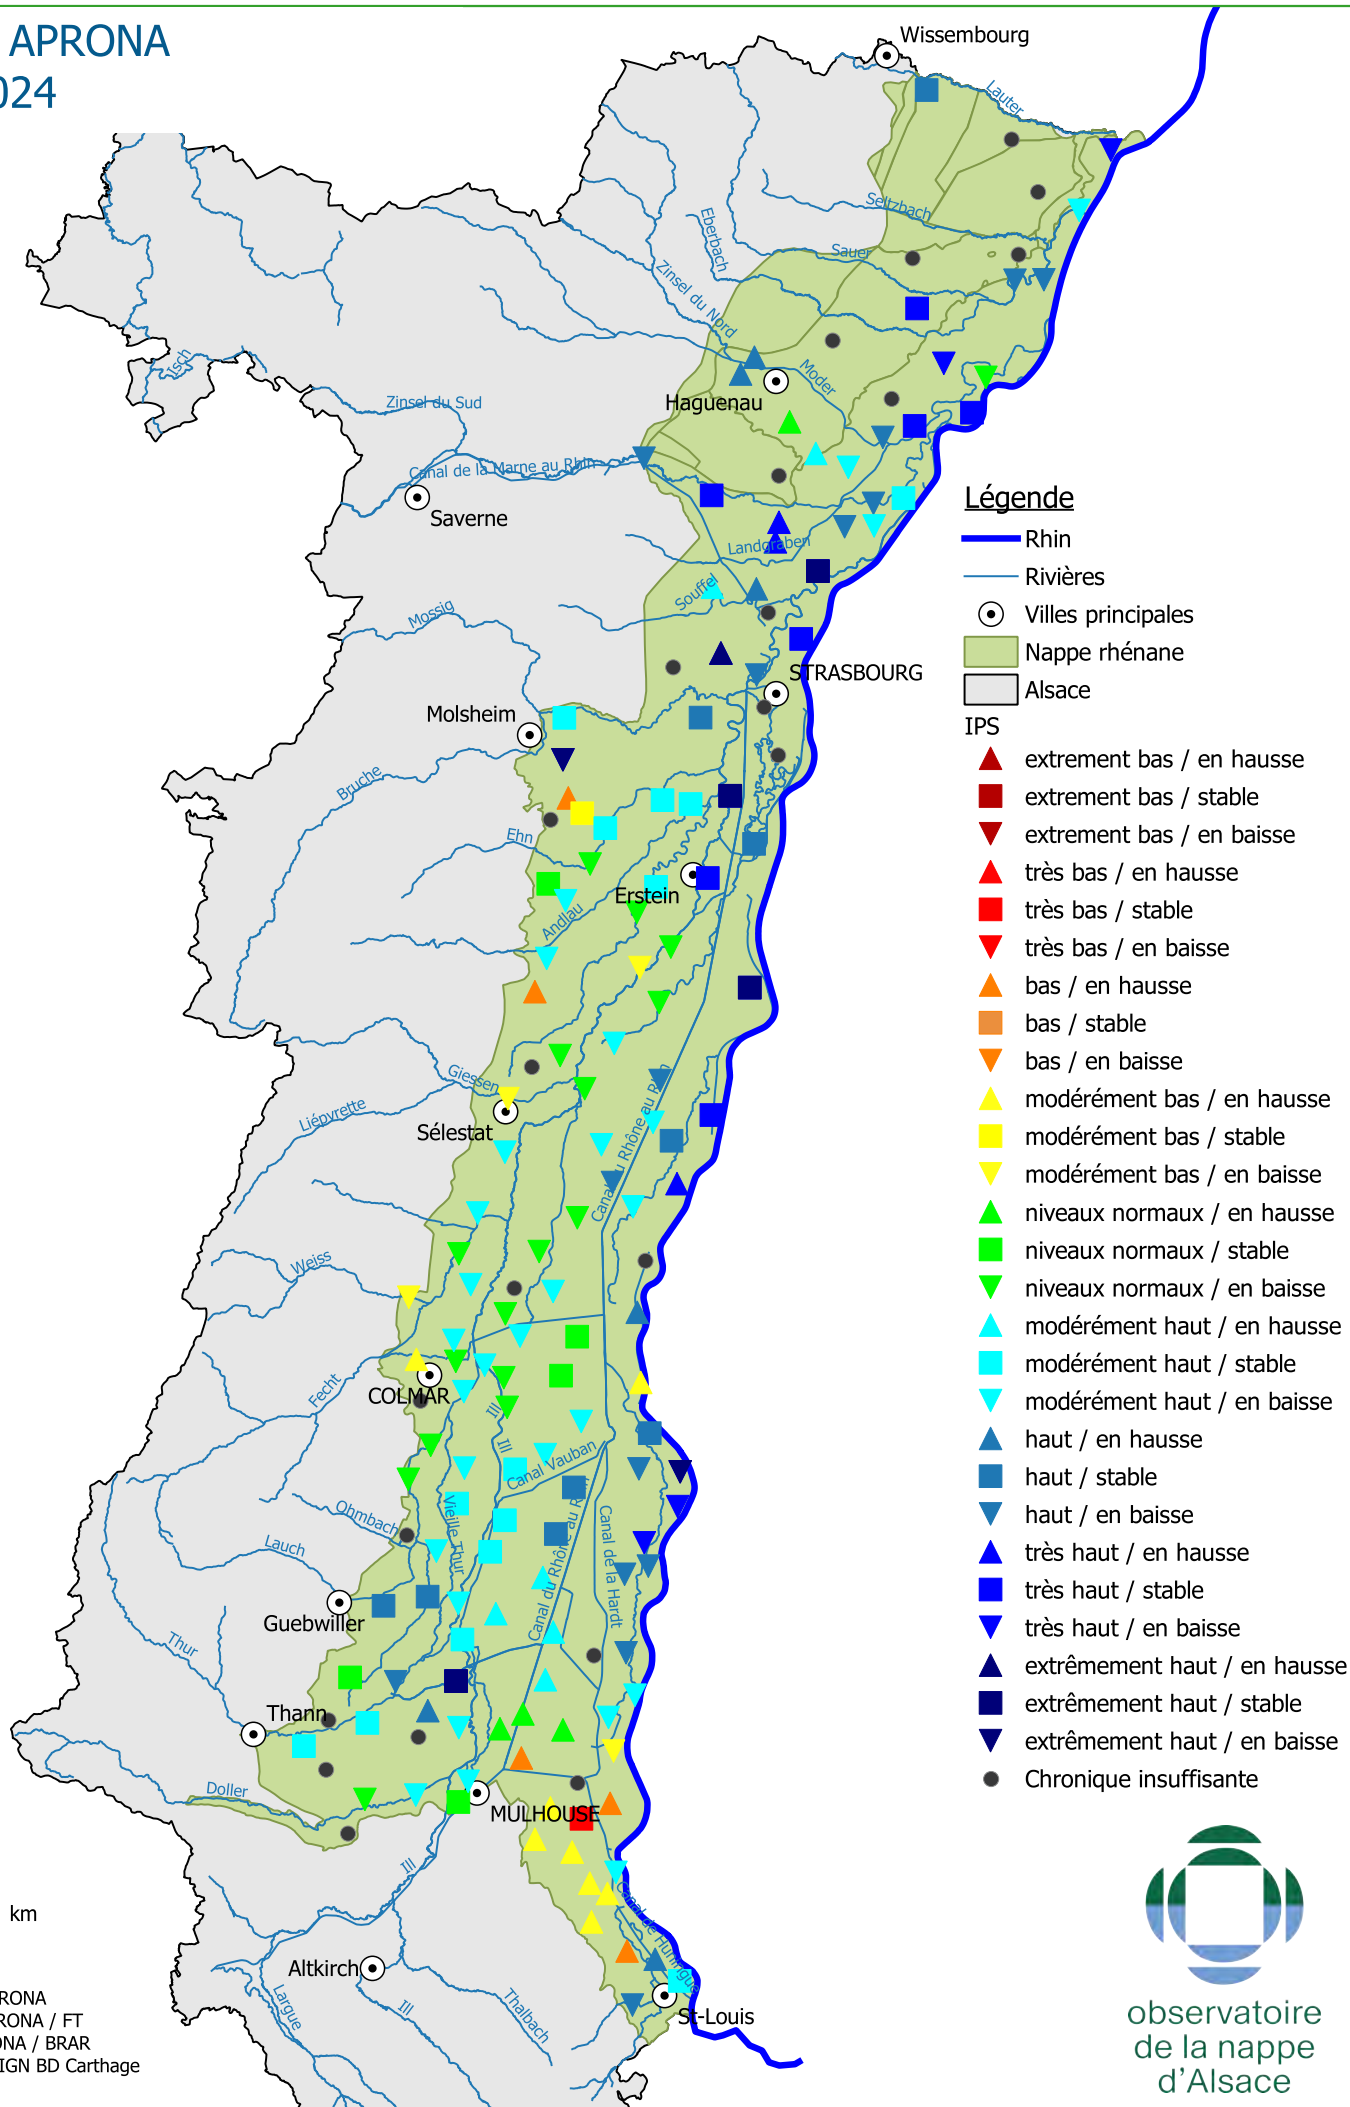 APRONA
024
Wissembourg
Lauter
Seltzbach
Eberbach
Sauer
Zinsel du Nord
Isch
Moder
Haguenau
Zinsel du Sud
Canal de la Marne au Rhin
Saverne
Landgraben
Souffel
Mossig
STRASBOURG
Molsheim
Bruche
Ehn
Erstein
Andlau
Giessen
Liépvrette
Sélestat
Canal du Rhône au Rhin
Weiss
Fecht
COLMAR
Ill
Ill
Canal Vauban
Ohmbach
Vieille Thur
Lauch
Canal du Rhône au Rhin
Canal de la Hardt
Guebwiller
Thur
Thann
Doller
MULHOUSE
Ill
Canal de Huningue
km
Altkirch
Largue
Ill
Thalbach
St-Louis
RONA
RONA / FT
ONA / BRAR
IGN BD Carthage
Légende
Rhin
Rivières
Villes principales
Nappe rhénane
Alsace
IPS
extrement bas / en hausse
extrement bas / stable
extrement bas / en baisse
très bas / en hausse
très bas / stable
très bas / en baisse
bas / en hausse
bas / stable
bas / en baisse
modérément bas / en hausse
modérément bas / stable
modérément bas / en baisse
niveaux normaux / en hausse
niveaux normaux / stable
niveaux normaux / en baisse
modérément haut / en hausse
modérément haut / stable
modérément haut / en baisse
haut / en hausse
haut / stable
haut / en baisse
très haut / en hausse
très haut / stable
très haut / en baisse
extrêmement haut / en hausse
extrêmement haut / stable
extrêmement haut / en baisse
Chronique insuffisante
observatoire
de la nappe
d'Alsace